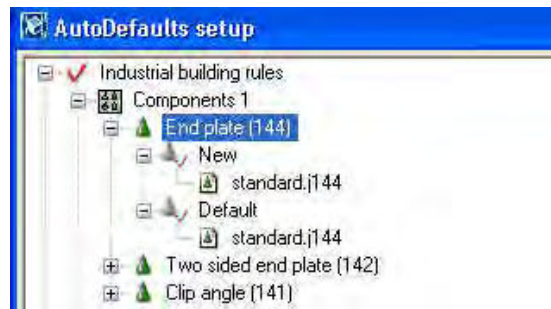 AutoDefaults setup
Industrial building rules
Components 1
End plate (144)
New
standard.j144
Default
standard.j144
Two sided end plate (142)
Clip angle (141)